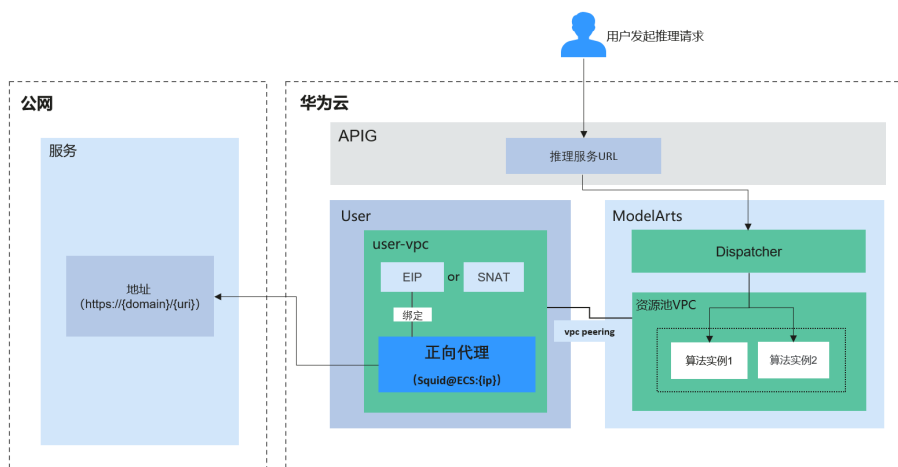 用户发起推理请求
公网
华为云
服务
APIG
推理服务URL
User
ModelArts
user-vpc
Dispatcher
EIP or SNAT
地址
（https://{domain}/{uri}）
绑定
资源池VPC
vpc peering
正向代理
（Squid@ECS:{ip}）
算法实例1
算法实例2